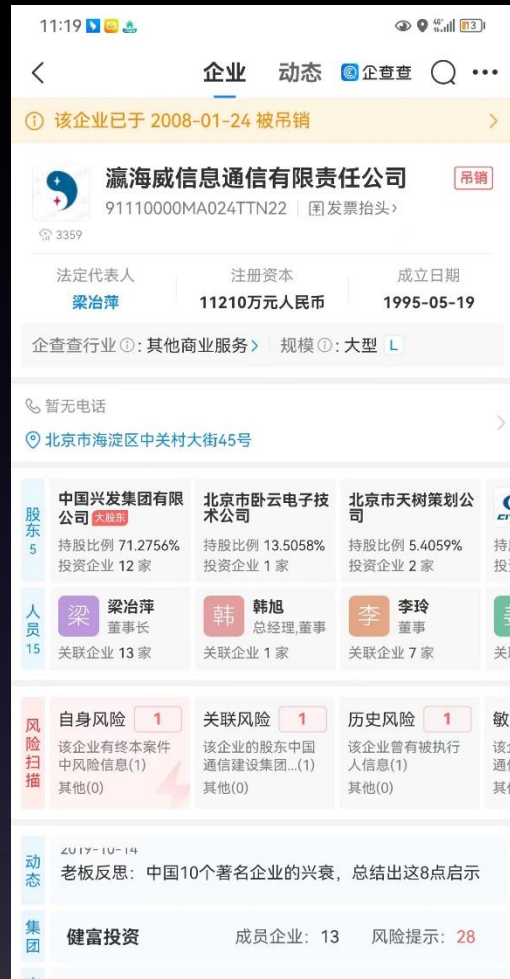 11:19
46+ 13
企业 动态 企查查
该企业已于 2008-01-24 被吊销
瀛海威信息通信有限责任公司 吊销
91110000MA024TTN22 发票抬头
3359
法定代表人 注册资本 成立日期
梁冶萍 11210万元人民币 1995-05-19
企查查行业: 其他商业服务 规模: 大型 L
暂无电话
北京市海淀区中关村大街45号
股东 5
中国兴发集团有限公司 大股东
持股比例 71.2756%
投资企业 12 家
北京市卧云电子技术公司
持股比例 13.5058%
投资企业 1 家
北京市天树策划公司
持股比例 5.4059%
投资企业 2 家
人员 15
梁 梁冶萍
董事长
关联企业 13 家
韩 韩旭
总经理,董事
关联企业 1 家
李 李玲
董事
关联企业 7 家
风险扫描
自身风险 1
该企业有终本案件
中风险信息(1)
其他(0)
关联风险 1
该企业的股东中国
通信建设集团...(1)
其他(0)
历史风险 1
该企业曾有被执行
人信息(1)
其他(0)
动态
2019-10-14
老板反思:中国10个著名企业的兴衰,总结出这8点启示
集团
健富投资 成员企业: 13 风险提示: 28